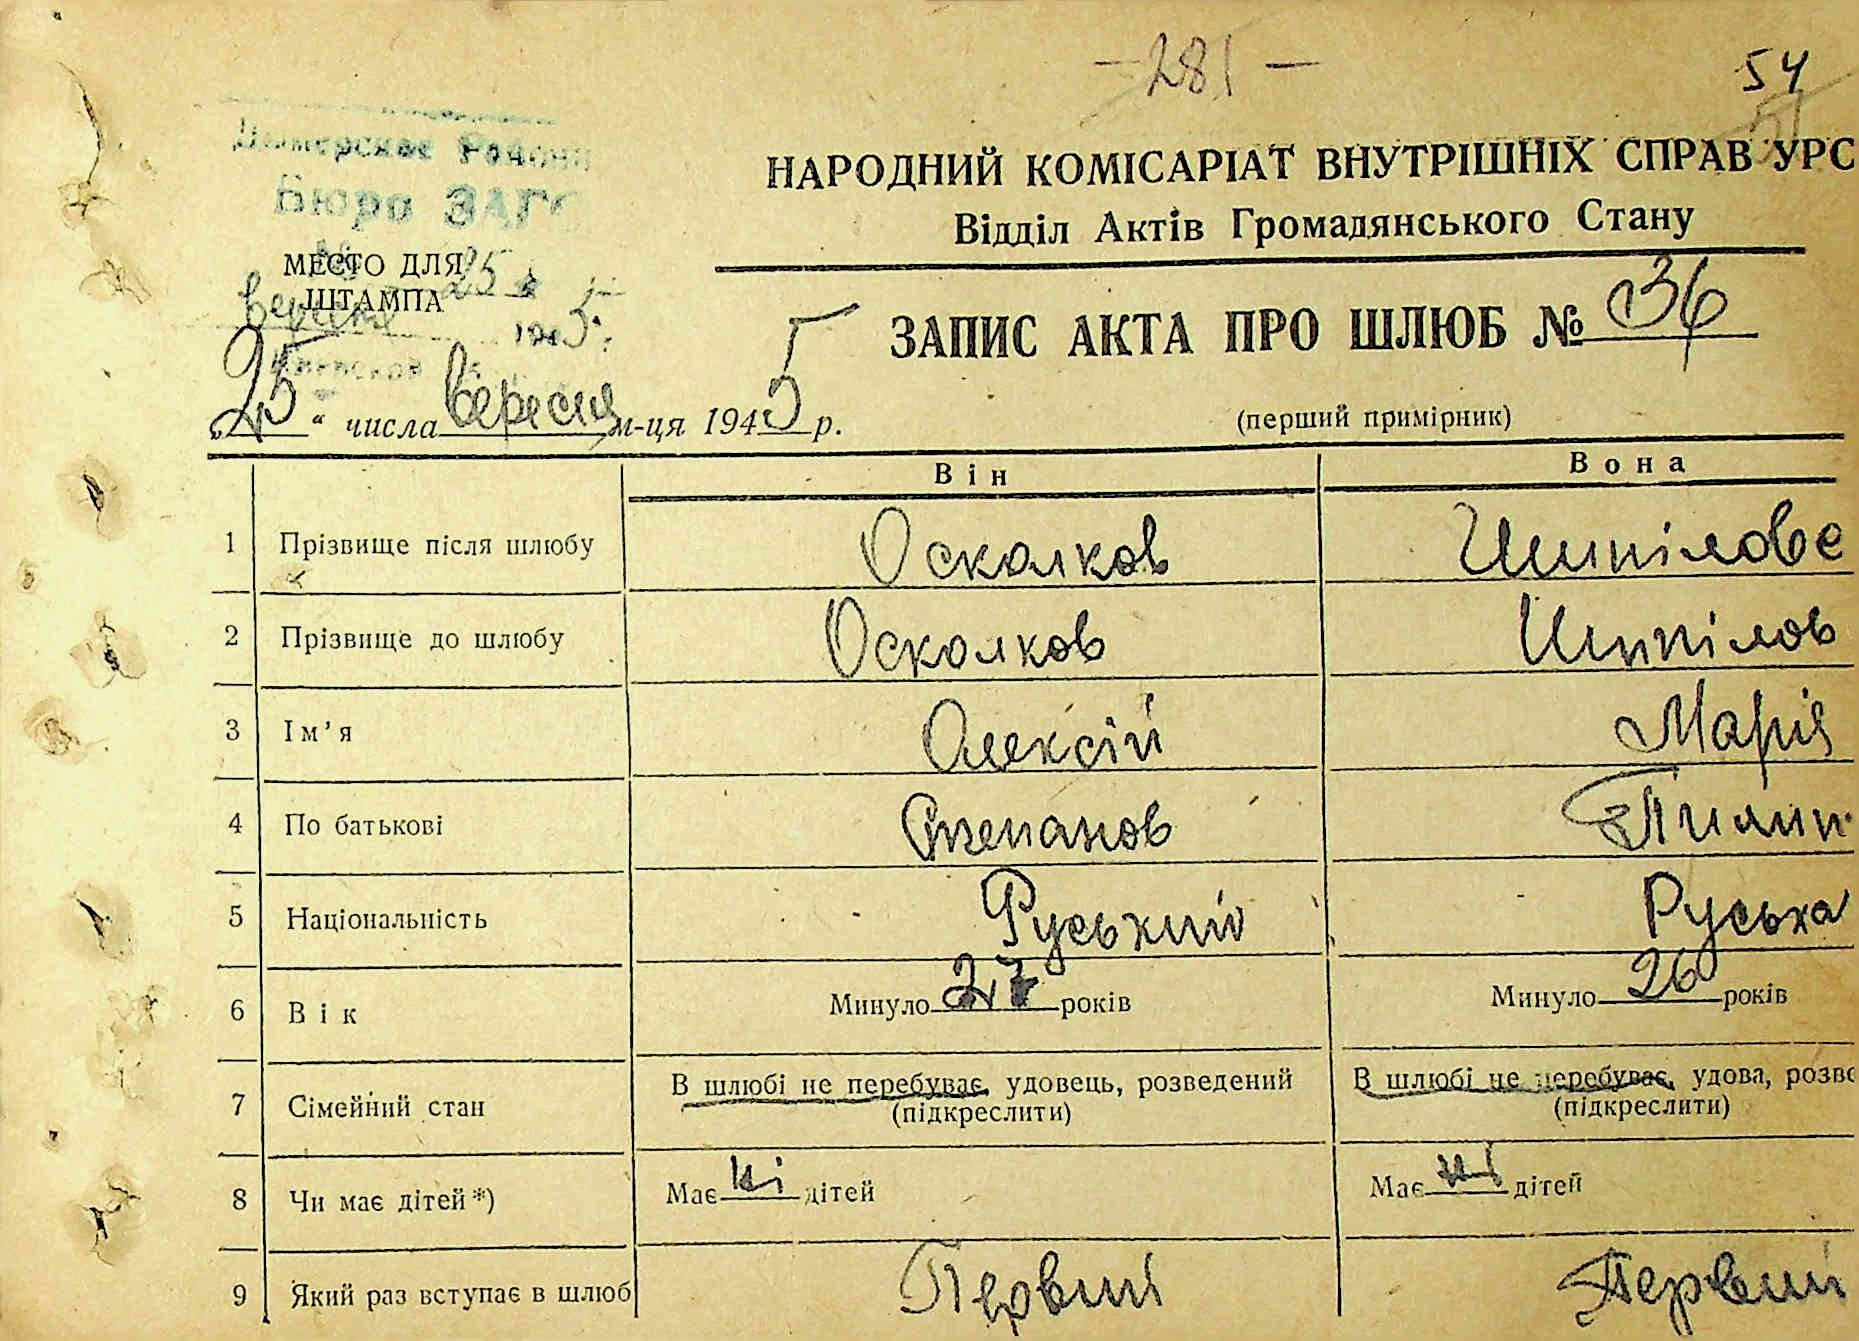 — 281 —
54
Бюро ЗАГС
НАРОДНИЙ КОМІСАРІАТ ВНУТРІШНІХ СПРАВ УРС
Відділ Актів Громадянського Стану
МЕСТО ДЛЯ
ШТАМПА
25
вересня 1945
ЗАПИС АКТА ПРО ШЛЮБ № 36
„25“ числа вересня м-ця 1945 р.
(перший примірник)
Він Вона
1 Прізвище після шлюбу Осколков Шипілове
2 Прізвище до шлюбу Осколков Шипілов
3 Ім'я Олексій Марія
4 По батькові Степанов Пилип
5 Національність Руський Руська
6 Вік Минуло 27 років Минуло 26 років
7 Сімейний стан В шлюбі не перебуває, удовець, розведений В шлюбі не перебуває, удова, розве
(підкреслити) (підкреслити)
8 Чи має дітей*) Має ні дітей Має ні дітей
9 Який раз вступає в шлюб Первий Первий